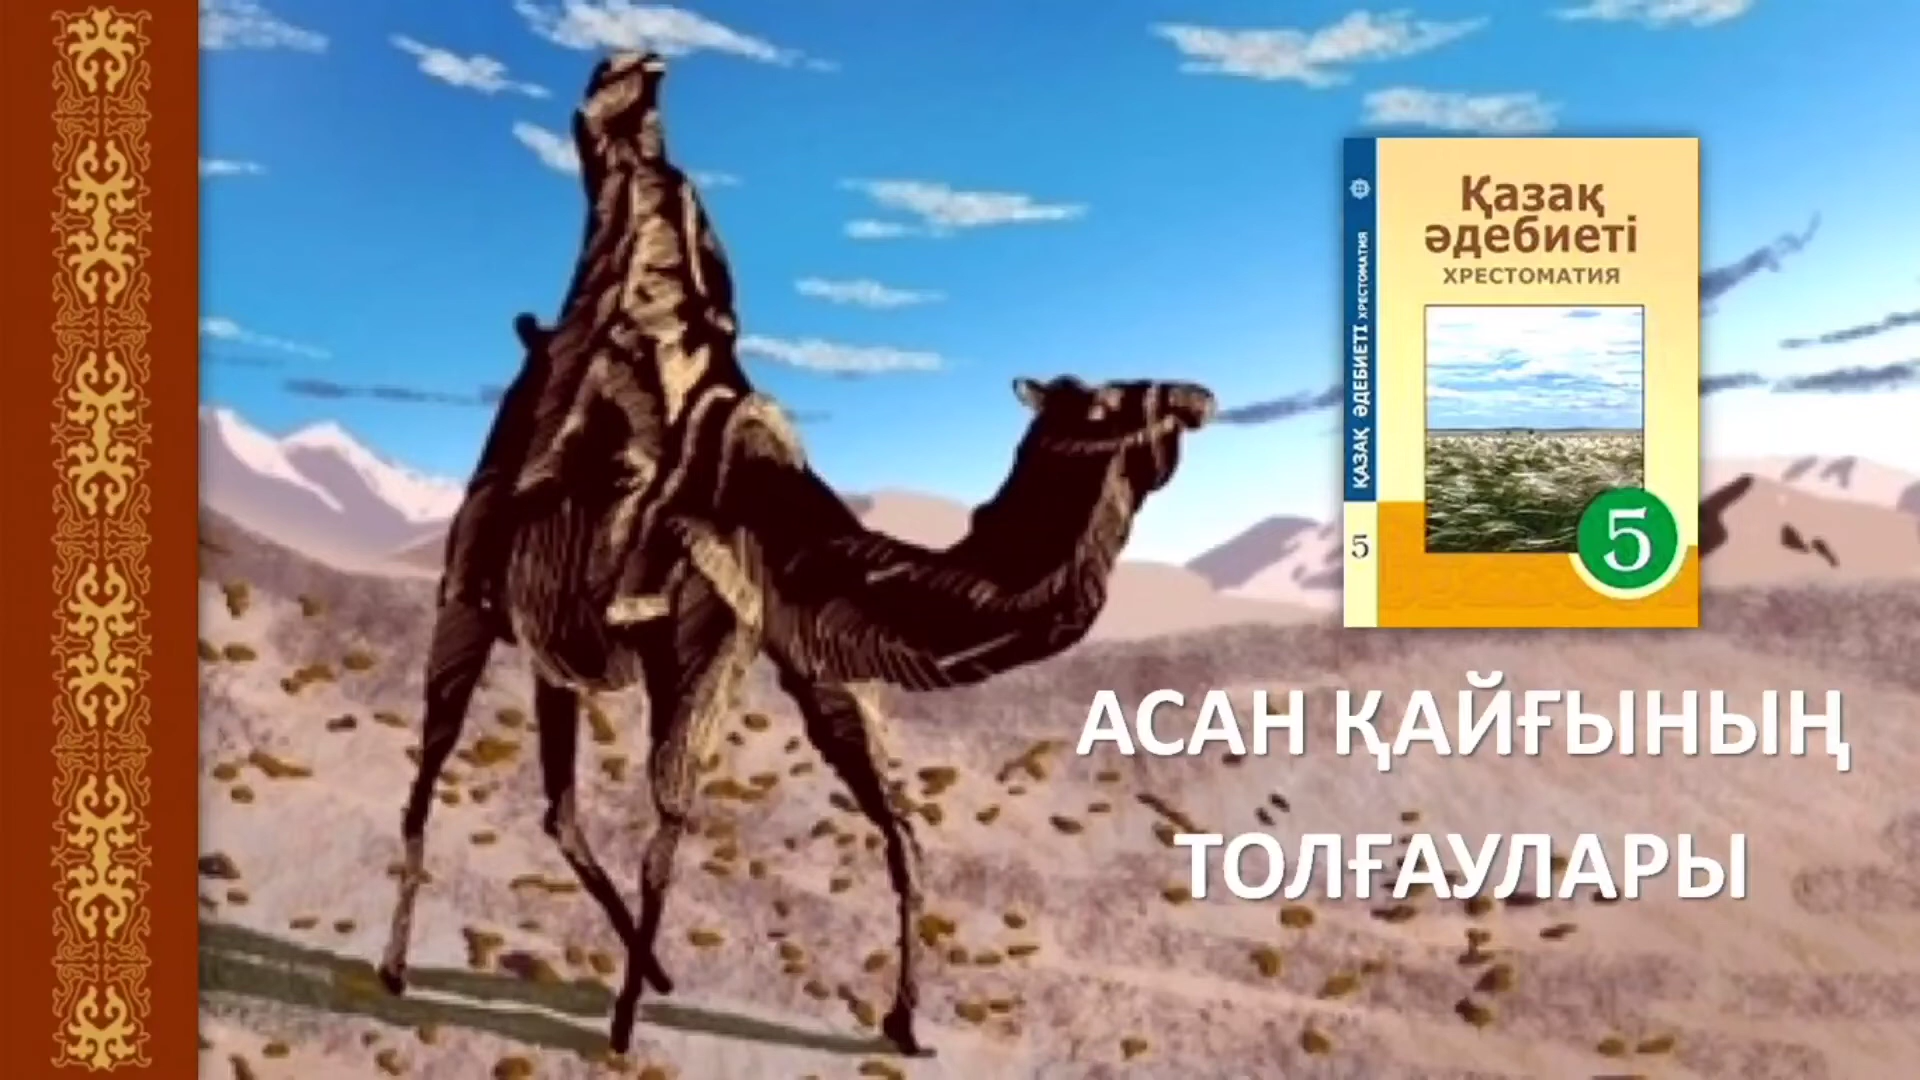 Қазақ
әдебиеті
ХРЕСТОМАТИЯ
ҚАЗАҚ ӘДЕБИЕТІ ХРЕСТОМАТИЯ
5
5
АСАН ҚАЙҒЫНЫҢ
ТОЛҒАУЛАРЫ